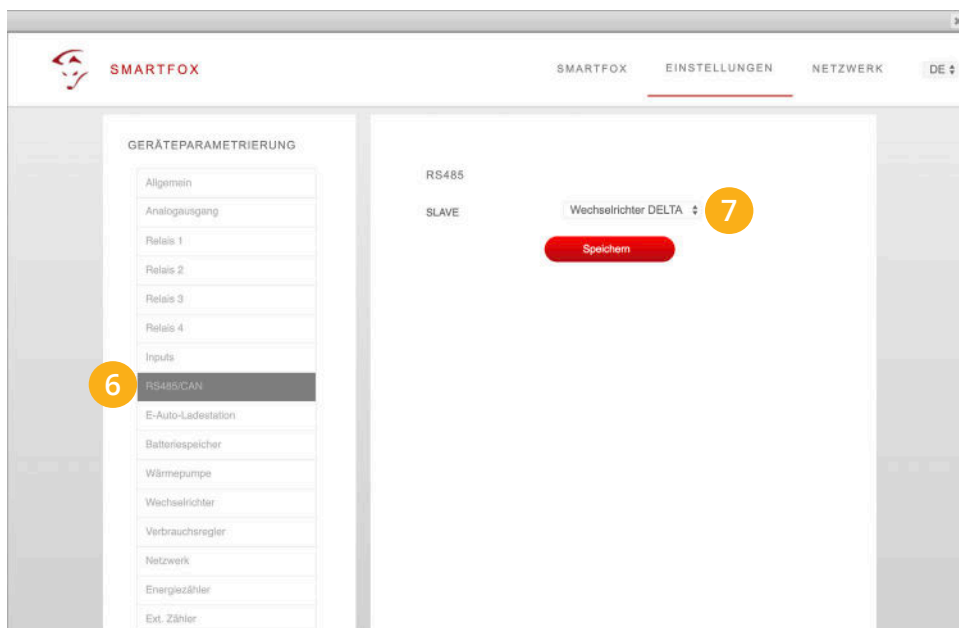 SMARTFOX
SMARTFOX EINSTELLUNGEN NETZWERK DE
GERÄTEPARAMETRIERUNG
Allgemein
Analogausgang
Relais 1
Relais 2
Relais 3
Relais 4
Inputs
6 RS485/CAN
E-Auto-Ladestation
Batteriespeicher
Wärmepumpe
Wechselrichter
Verbrauchsregler
Netzwerk
Energiezähler
Ext. Zähler
RS485
SLAVE Wechselrichter DELTA 7
Speichern